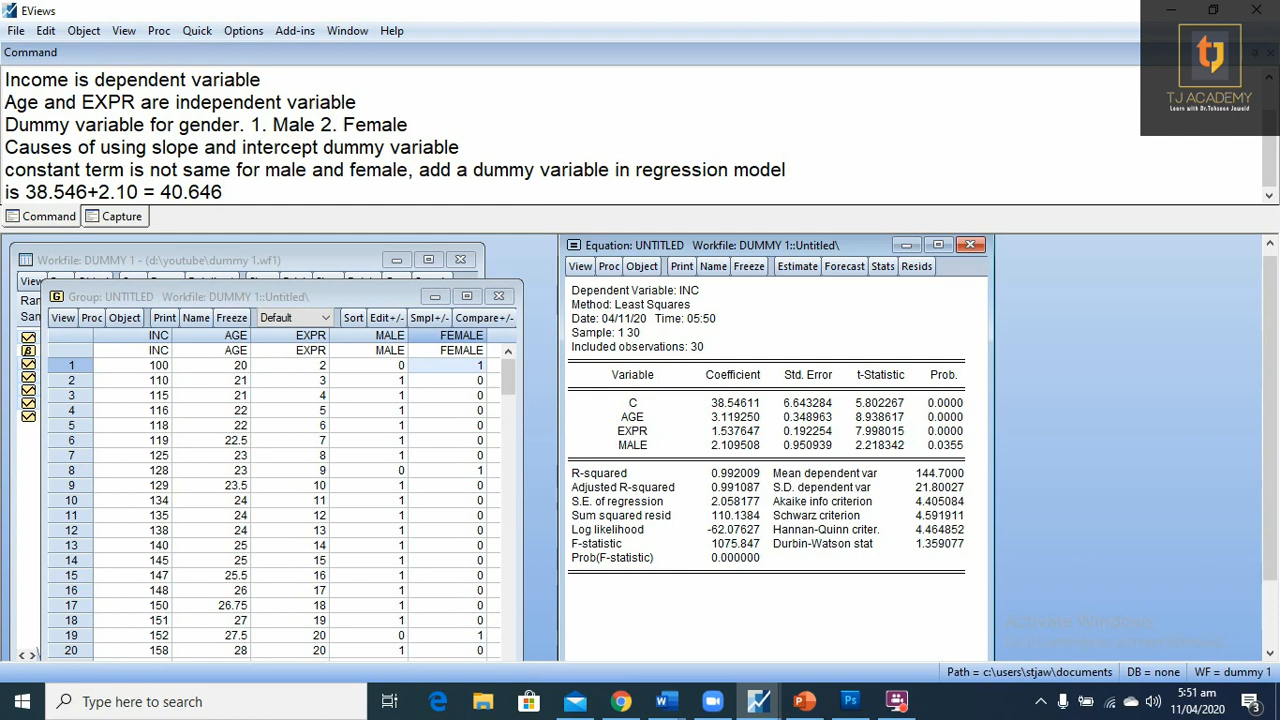 EViews
File Edit Object View Proc Quick Options Add-ins Window Help
Command
TJ ACADEMY
Learn with Dr.Tehseen Jawaid
Income is dependent variable
Age and EXPR are independent variable
Dummy variable for gender. 1. Male 2. Female
Causes of using slope and intercept dummy variable
constant term is not same for male and female, add a dummy variable in regression model
is 38.546+2.10 = 40.646
Command Capture
Workfile: DUMMY 1 - (d:\youtube\dummy 1.wf1)
View
Ran
Sam
Group: UNTITLED Workfile: DUMMY 1::Untitled\
View Proc Object Print Name Freeze Default Sort Edit+/- Smpl+/- Compare+/-
INC AGE EXPR MALE FEMALE
INC AGE EXPR MALE FEMALE
1 100 20 2 0 1
2 110 21 3 1 0
3 115 21 4 1 0
4 116 22 5 1 0
5 118 22 6 1 0
6 119 22.5 7 1 0
7 125 23 8 1 0
8 128 23 9 0 1
9 129 23.5 10 1 0
10 134 24 11 1 0
11 135 24 12 1 0
12 138 24 13 1 0
13 140 25 14 1 0
14 145 25 15 1 0
15 147 25.5 16 1 0
16 148 26 17 1 0
17 150 26.75 18 1 0
18 151 27 19 1 0
19 152 27.5 20 0 1
20 158 28 20 1 0
Equation: UNTITLED Workfile: DUMMY 1::Untitled\
View Proc Object Print Name Freeze Estimate Forecast Stats Resids
Dependent Variable: INC
Method: Least Squares
Date: 04/11/20 Time: 05:50
Sample: 1 30
Included observations: 30
Variable Coefficient Std. Error t-Statistic Prob.
C 38.54611 6.643284 5.802267 0.0000
AGE 3.119250 0.348963 8.938617 0.0000
EXPR 1.537647 0.192254 7.998015 0.0000
MALE 2.109508 0.950939 2.218342 0.0355
R-squared 0.992009 Mean dependent var 144.7000
Adjusted R-squared 0.991087 S.D. dependent var 21.80027
S.E. of regression 2.058177 Akaike info criterion 4.405084
Sum squared resid 110.1384 Schwarz criterion 4.591911
Log likelihood -62.07627 Hannan-Quinn criter. 4.464852
F-statistic 1075.847 Durbin-Watson stat 1.359077
Prob(F-statistic) 0.000000
Activate Windows
Path = c:\users\stjaw\documents DB = none WF = dummy 1
Type here to search
5:51 am
11/04/2020
3